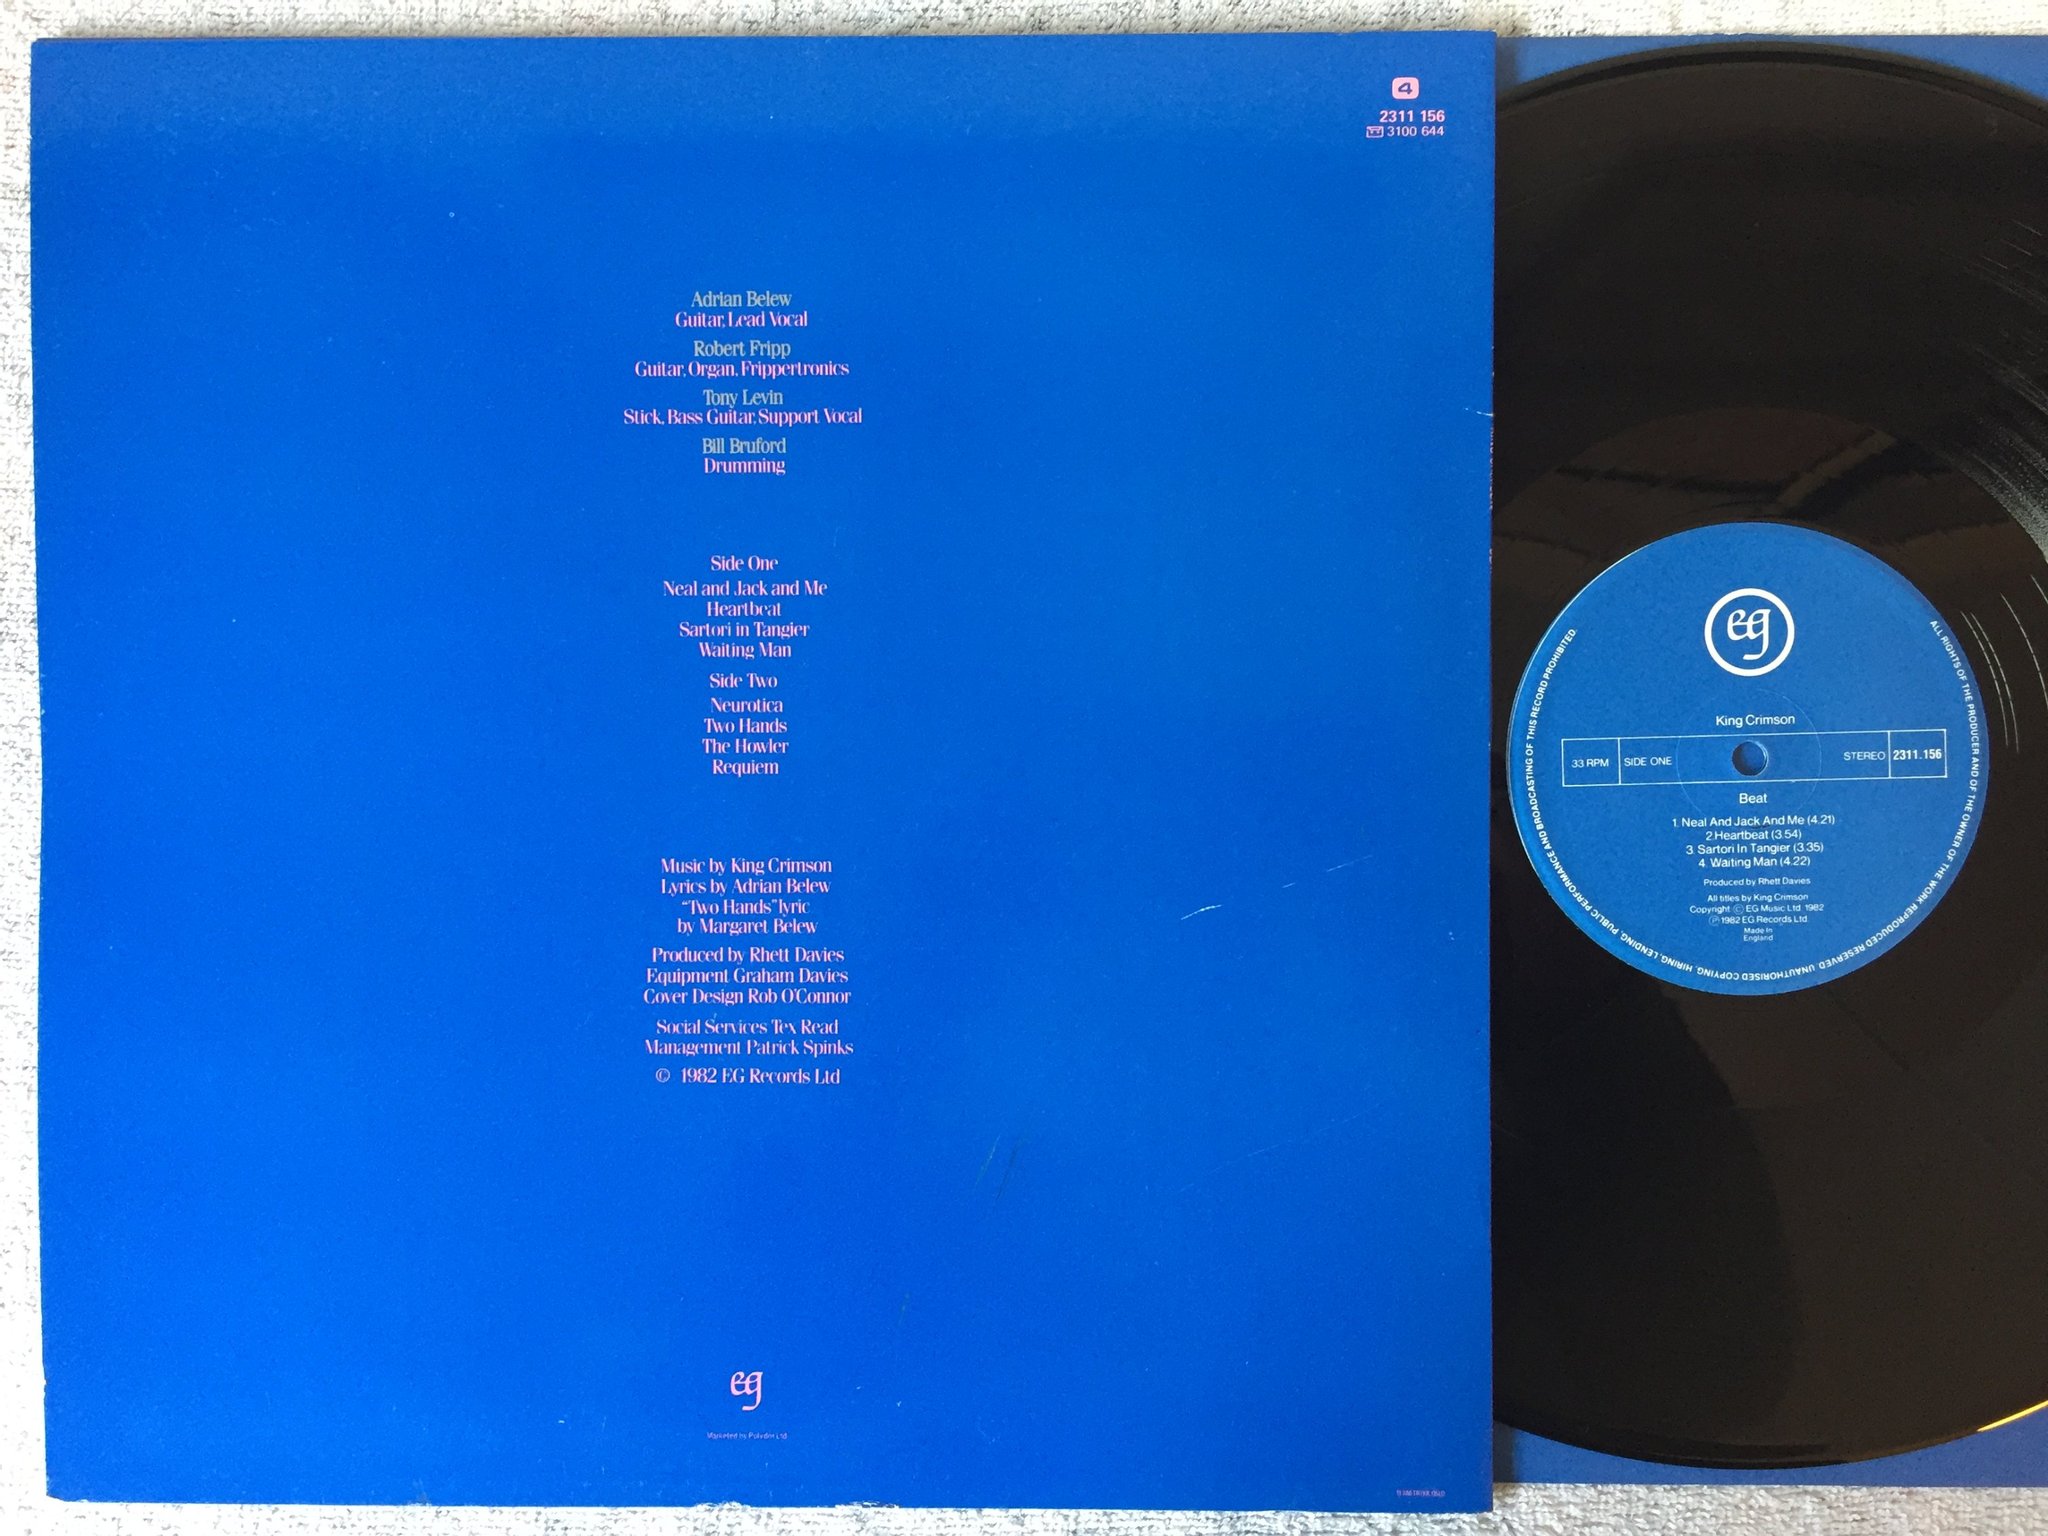 4
2311 156
3100 644
Adrian Belew
Guitar, Lead Vocal
Robert Fripp
Guitar, Organ, Frippertronics
Tony Levin
Stick, Bass Guitar, Support Vocal
Bill Bruford
Drumming
Side One
Neal and Jack and Me
Heartbeat
Sartori in Tangier
Waiting Man
Side Two
Neurotica
Two Hands
The Howler
Requiem
Music by King Crimson
Lyrics by Adrian Belew
“Two Hands” lyric
by Margaret Belew
Produced by Rhett Davies
Equipment Graham Davies
Cover Design Rob O'Connor
Social Services Tex Read
Management Patrick Spinks
© 1982 EG Records Ltd
eg
Marketed by Polydor Ltd
eg
King Crimson
33 RPM SIDE ONE STEREO 2311.156
Beat
1. Neal And Jack And Me (4.21)
2.Heartbeat (3.54)
3. Sartori In Tangier (3.35)
4. Waiting Man (4.22)
Produced by Rhett Davies
All titles by King Crimson
Copyright © EG Music Ltd. 1982
℗ 1982 EG Records Ltd
Made In
England
ALL RIGHTS OF THE PRODUCER AND OF THE OWNER OF THE WORK REPRODUCED RESERVED. UNAUTHORISED COPYING, HIRING, LENDING, PUBLIC PERFORMANCE AND BROADCASTING OF THIS RECORD PROHIBITED.